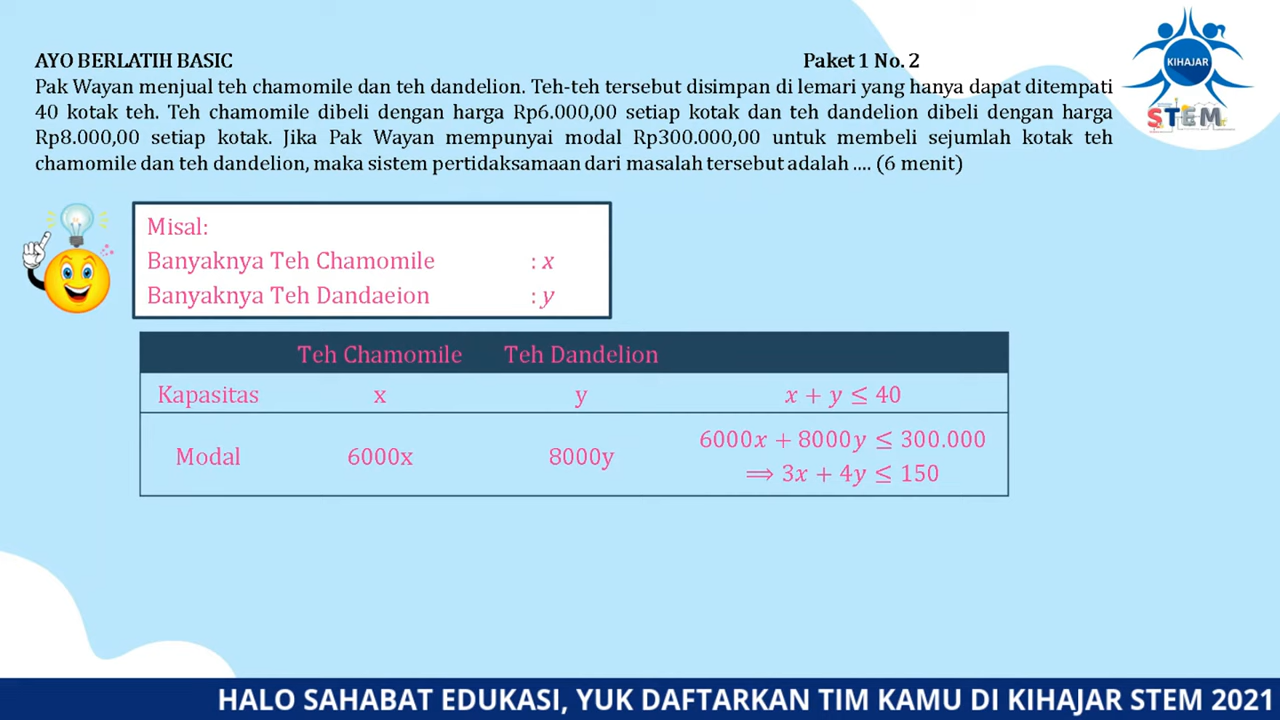 AYO BERLATIH BASIC Paket 1 No. 2
Pak Wayan menjual teh chamomile dan teh dandelion. Teh-teh tersebut disimpan di lemari yang hanya dapat ditempati
40 kotak teh. Teh chamomile dibeli dengan harga Rp6.000,00 setiap kotak dan teh dandelion dibeli dengan harga
Rp8.000,00 setiap kotak. Jika Pak Wayan mempunyai modal Rp300.000,00 untuk membeli sejumlah kotak teh
chamomile dan teh dandelion, maka sistem pertidaksamaan dari masalah tersebut adalah .... (6 menit)
KIHAJAR
STEM
Misal:
Banyaknya Teh Chamomile : x
Banyaknya Teh Dandaeion : y
Teh Chamomile Teh Dandelion
Kapasitas x y x + y ≤ 40
Modal 6000x 8000y 6000x + 8000y ≤ 300.000
⟹ 3x + 4y ≤ 150
HALO SAHABAT EDUKASI, YUK DAFTARKAN TIM KAMU DI KIHAJAR STEM 2021